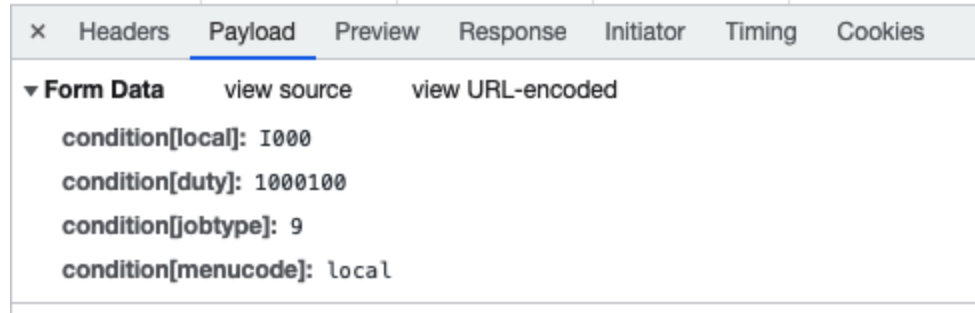 × Headers Payload Preview Response Initiator Timing Cookies
▼ Form Data view source view URL-encoded
condition[local]: I000
condition[duty]: 1000100
condition[jobtype]: 9
condition[menucode]: local